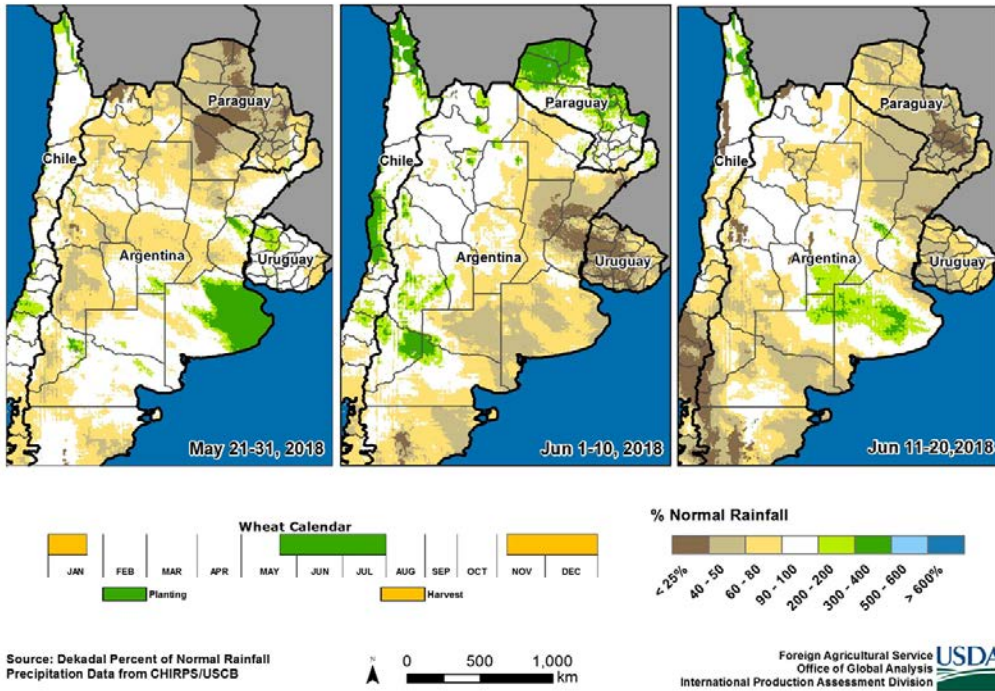 Paraguay
Chile
Argentina
Uruguay
May 21-31, 2018
Paraguay
Chile
Argentina
Uruguay
Jun 1-10, 2018
Paraguay
Chile
Argentina
Uruguay
Jun 11-20,2018
Wheat Calendar
JAN FEB MAR APR MAY JUN JUL AUG SEP OCT NOV DEC
Planting Harvest
% Normal Rainfall
< 25% 40 - 50 60 - 80 90 - 100 200 - 200 300 - 400 500 - 600 > 600%
Source: Dekadal Percent of Normal Rainfall
Precipitation Data from CHIRPS/USCB
N
0 500 1,000
km
Foreign Agricultural Service
Office of Global Analysis
International Production Assessment Division
USDA